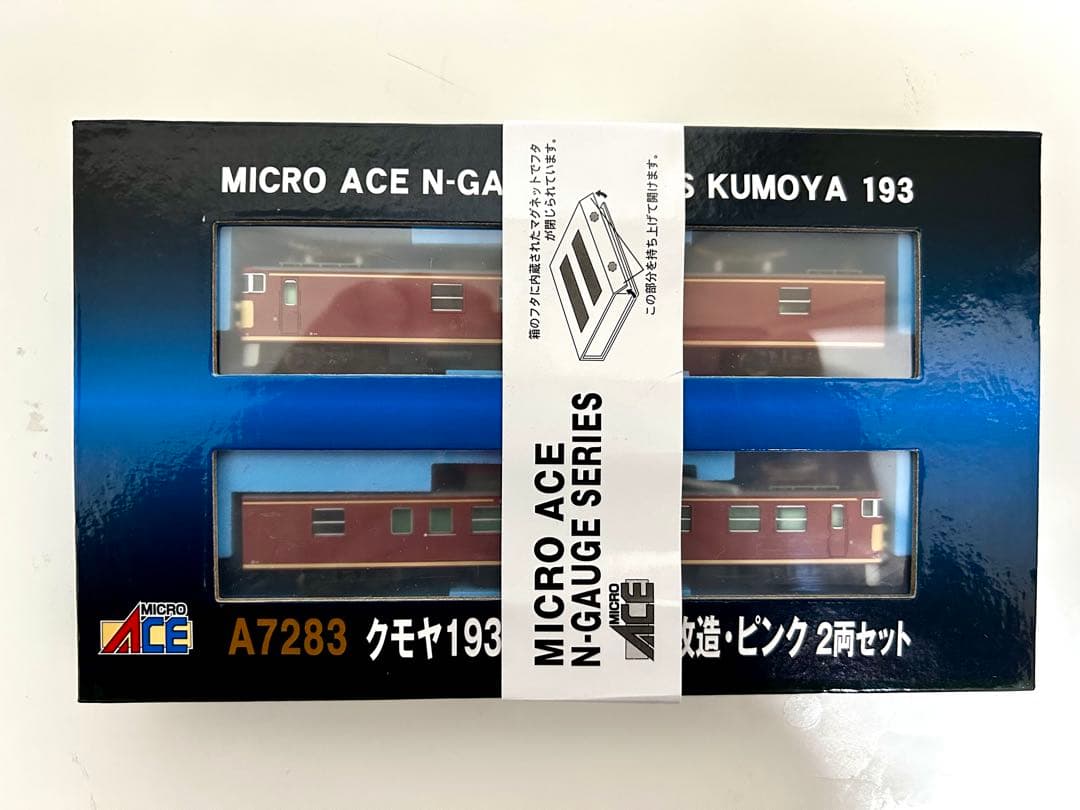 MICRO ACE N-GA
S KUMOYA 193
箱のフタに内蔵されたマグネットでフタ
が閉じられています。
この部分を持ち上げて開けます。
MICRO ACE
N-GAUGE SERIES
MICRO
ACE
MICRO
ACE
A7283 クモヤ193
改造・ピンク 2両セット